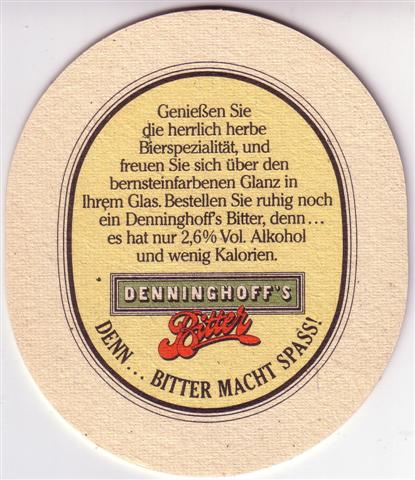 Genießen Sie
die herrlich herbe
Bierspezialität, und
freuen Sie sich über den
bernsteinfarbenen Glanz in
Ihrem Glas. Bestellen Sie ruhig noch
ein Denninghoff's Bitter, denn...
es hat nur 2,6% Vol. Alkohol
und wenig Kalorien.
DENNINGHOFF'S
Bitter
DENN... BITTER MACHT SPASS!